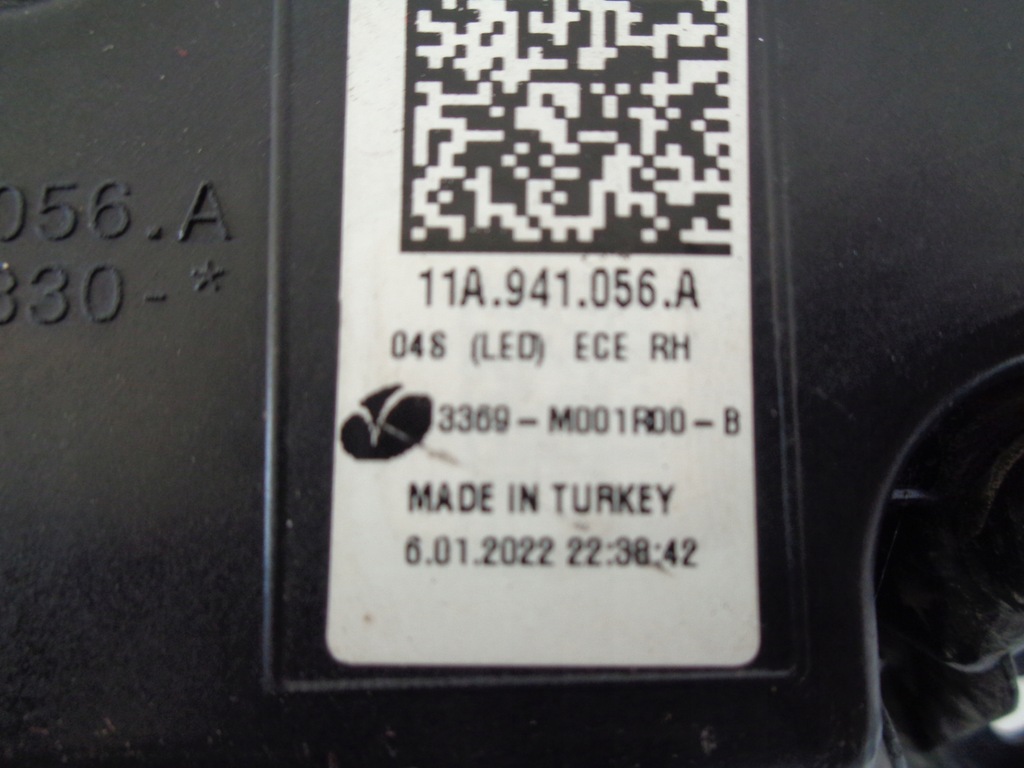 056.A
330-*
11A.941.056.A
04S (LED) ECE RH
3369-M001R00-B
MADE IN TURKEY
6.01.2022 22:38:42